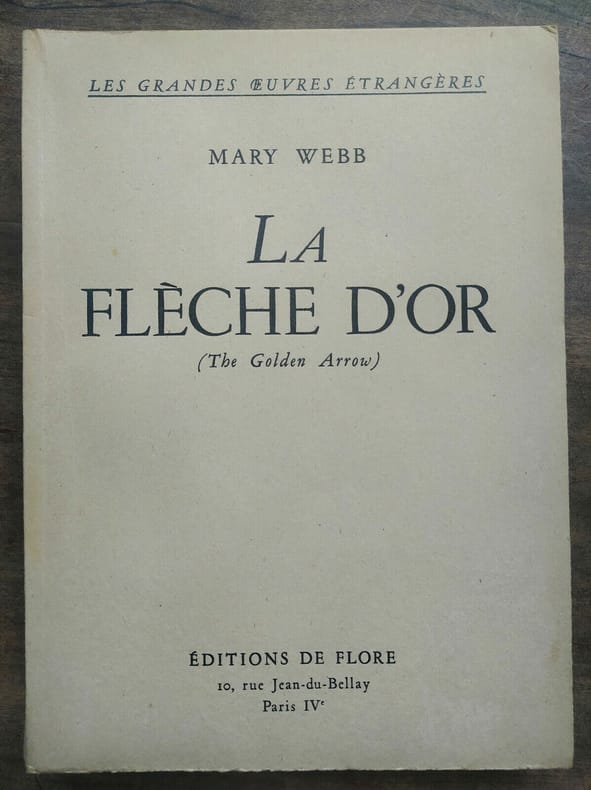 LES GRANDES ŒUVRES ÉTRANGÈRES
MARY WEBB
LA
FLÈCHE D'OR
(The Golden Arrow)
ÉDITIONS DE FLORE
10, rue Jean-du-Bellay
Paris IVᵉ